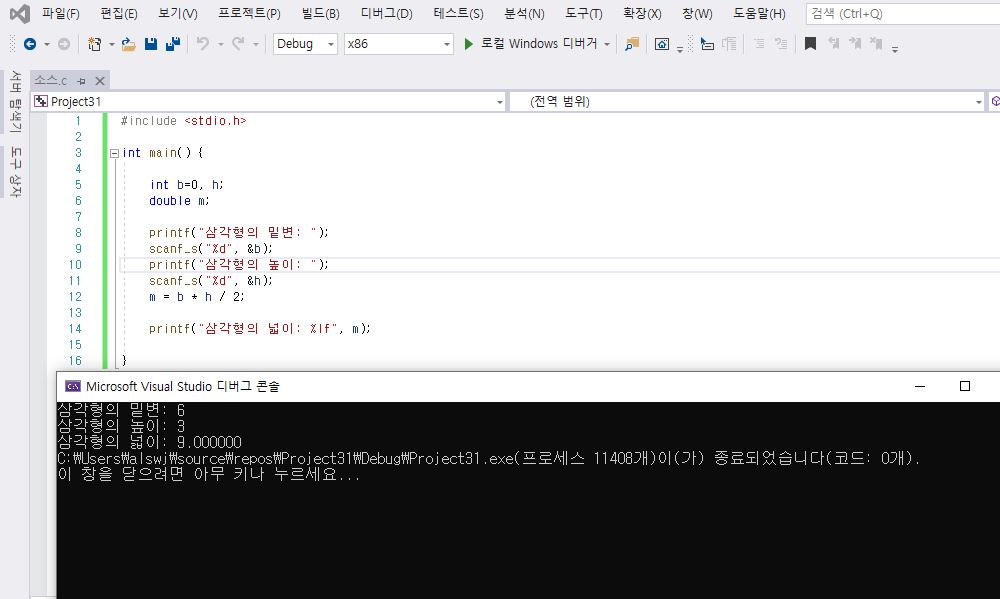 파일(F) 편집(E) 보기(V) 프로젝트(P) 빌드(B) 디버그(D) 테스트(S) 분석(N) 도구(T) 확장(X) 창(W) 도움말(H) 검색 (Ctrl+Q)
Debug x86 로컬 Windows 디버거
서버 탐색기
도구 상자
소스.c
Project31 (전역 범위)
1 #include <stdio.h>
2
3 int main() {
4
5 int b=0, h;
6 double m;
7
8 printf("삼각형의 밑변: ");
9 scanf_s("%d", &b);
10 printf("삼각형의 높이: ");
11 scanf_s("%d", &h);
12 m = b * h / 2;
13
14 printf("삼각형의 넓이: %lf", m);
15
16 }
Microsoft Visual Studio 디버그 콘솔
삼각형의 밑변: 6
삼각형의 높이: 3
삼각형의 넓이: 9.000000
C:₩Users₩alswj₩source₩repos₩Project31₩Debug₩Project31.exe(프로세스 11408개)이(가) 종료되었습니다(코드: 0개).
이 창을 닫으려면 아무 키나 누르세요...